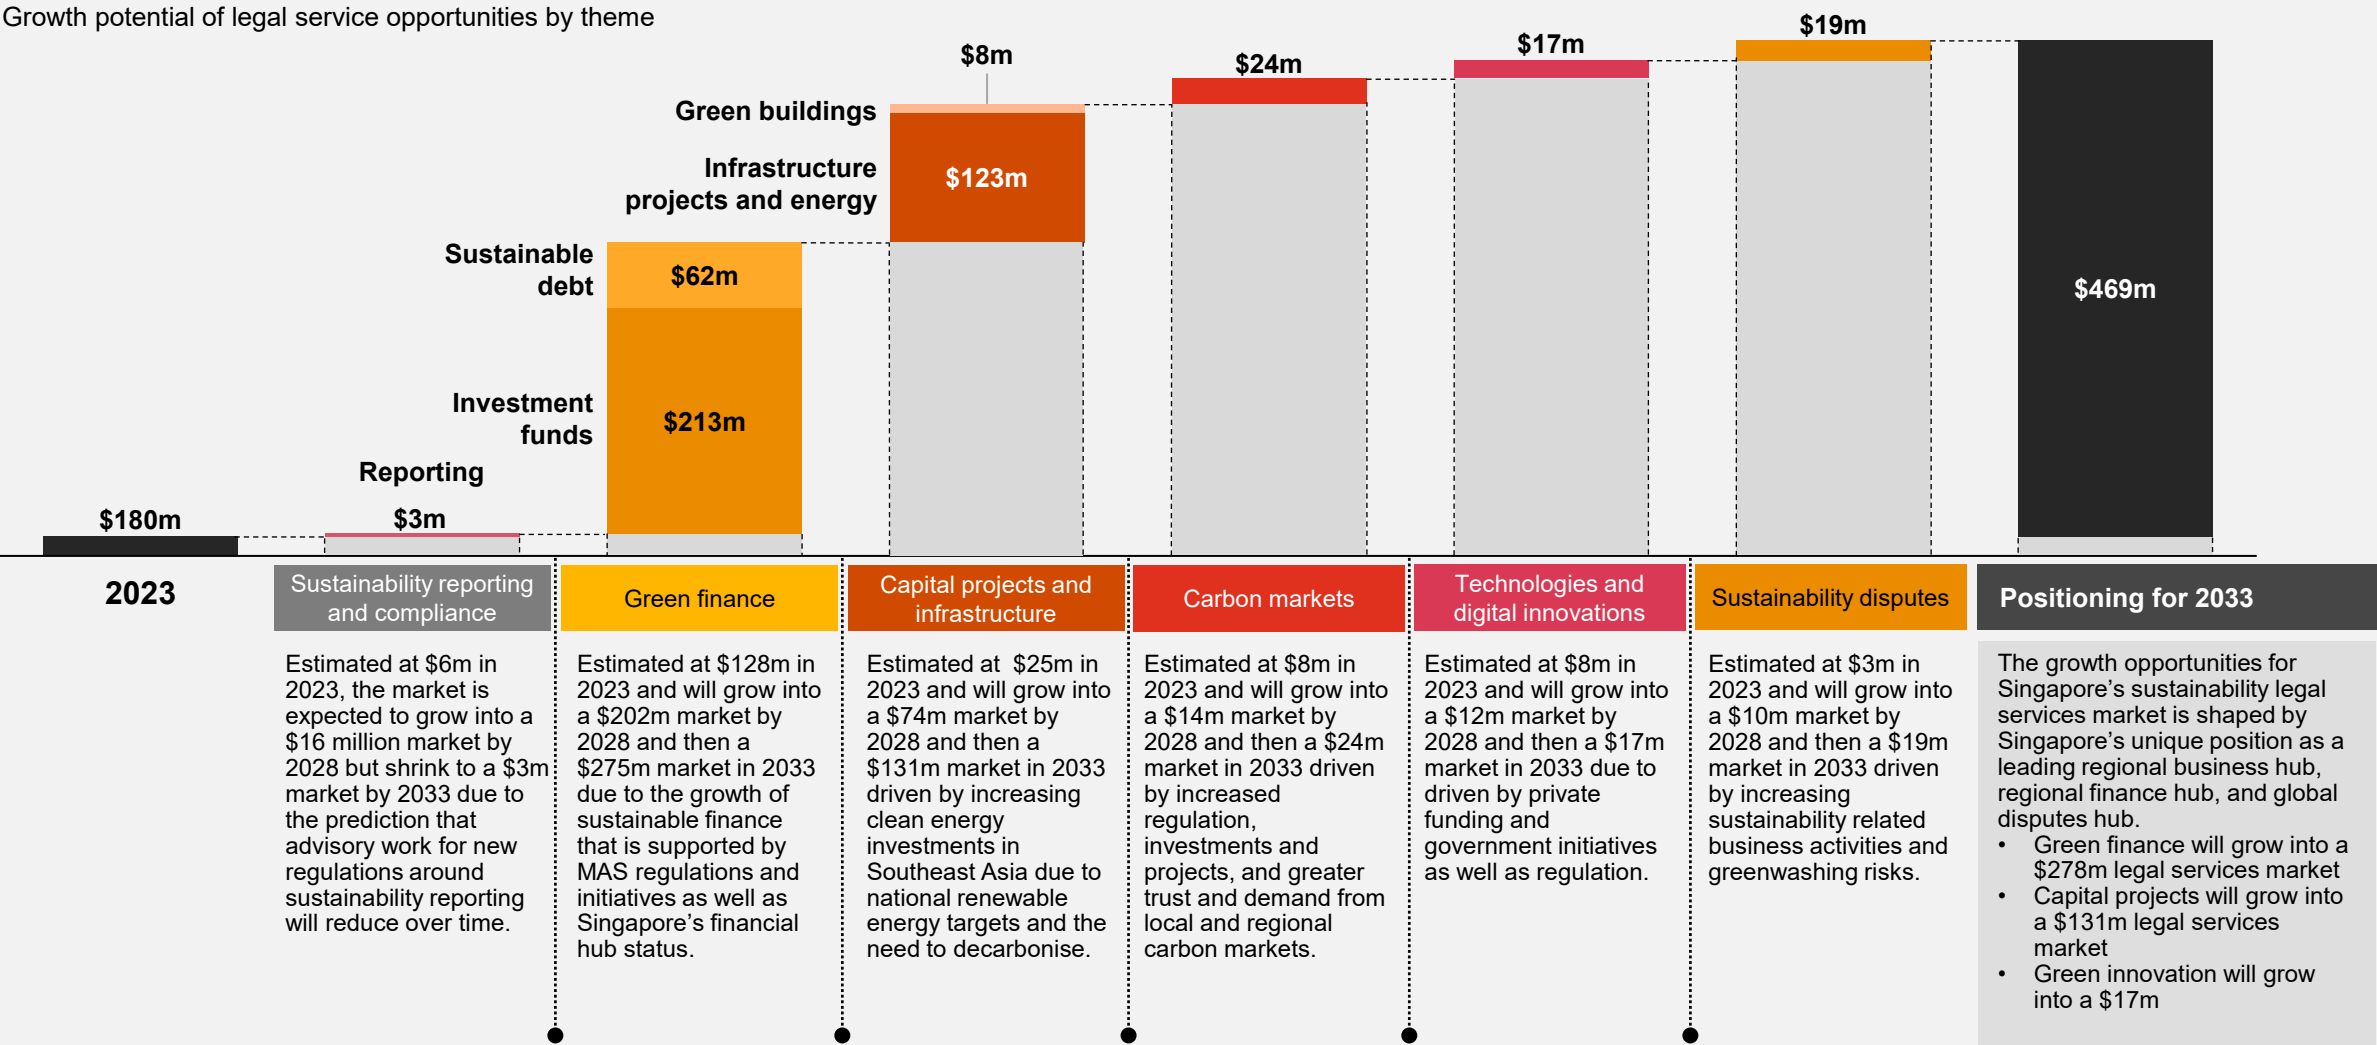 Growth potential of legal service opportunities by theme
$19m
$17m
$8m
$24m
Green buildings
Infrastructure
projects and energy
$123m
Sustainable
debt
$62m
$469m
Investment
funds
$213m
Reporting
$180m
$3m
2023
Sustainability reporting
and compliance
Green finance
Capital projects and
infrastructure
Carbon markets
Technologies and
digital innovations
Sustainability disputes
Positioning for 2033
Estimated at $6m in
2023, the market is
expected to grow into a
$16 million market by
2028 but shrink to a $3m
market by 2033 due to
the prediction that
advisory work for new
regulations around
sustainability reporting
will reduce over time.
Estimated at $128m in
2023 and will grow into
a $202m market by
2028 and then a
$275m market in 2033
due to the growth of
sustainable finance
that is supported by
MAS regulations and
initiatives as well as
Singapore’s financial
hub status.
Estimated at  $25m in
2023 and will grow into
a $74m market by
2028 and then a
$131m market in 2033
driven by increasing
clean energy
investments in
Southeast Asia due to
national renewable
energy targets and the
need to decarbonise.
Estimated at $8m in
2023 and will grow into
a $14m market by
2028 and then a $24m
market in 2033 driven
by increased
regulation,
investments and
projects, and greater
trust and demand from
local and regional
carbon markets.
Estimated at $8m in
2023 and will grow into
a $12m market by
2028 and then a $17m
market in 2033 due to
driven by private
funding and
government initiatives
as well as regulation.
Estimated at $3m in
2023 and will grow into
a $10m market by
2028 and then a $19m
market in 2033 driven
by increasing
sustainability related
business activities and
greenwashing risks.
The growth opportunities for
Singapore’s sustainability legal
services market is shaped by
Singapore’s unique position as a
leading regional business hub,
regional finance hub, and global
disputes hub.
• Green finance will grow into a
$278m legal services market
• Capital projects will grow into
a $131m legal services
market
• Green innovation will grow
into a $17m